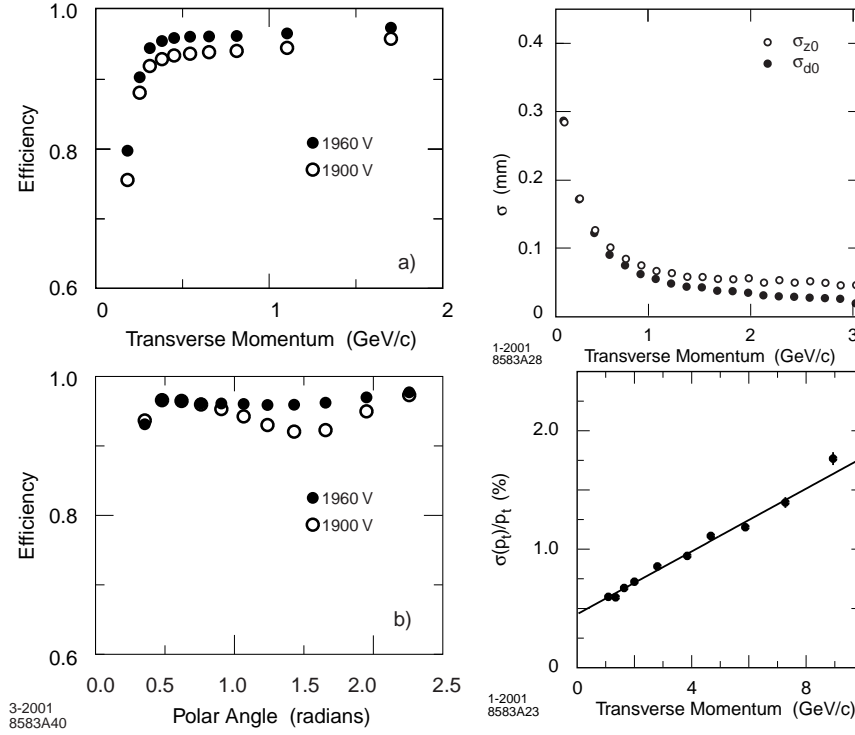 1.0
0.8
0.6
Efficiency
1960 V
1900 V
a)
0
1
2
Transverse Momentum (GeV/c)
1.0
0.8
0.6
Efficiency
1960 V
1900 V
b)
0.0 0.5 1.0 1.5 2.0 2.5
Polar Angle (radians)
3-2001
8583A40
0.4
0.3
0.2
0.1
0
σ (mm)
σz0
σd0
0 1 2 3
1-2001
8583A28
Transverse Momentum (GeV/c)
2.0
1.0
0
σ(pt)/pt (%)
0 4 8
1-2001
8583A23
Transverse Momentum (GeV/c)